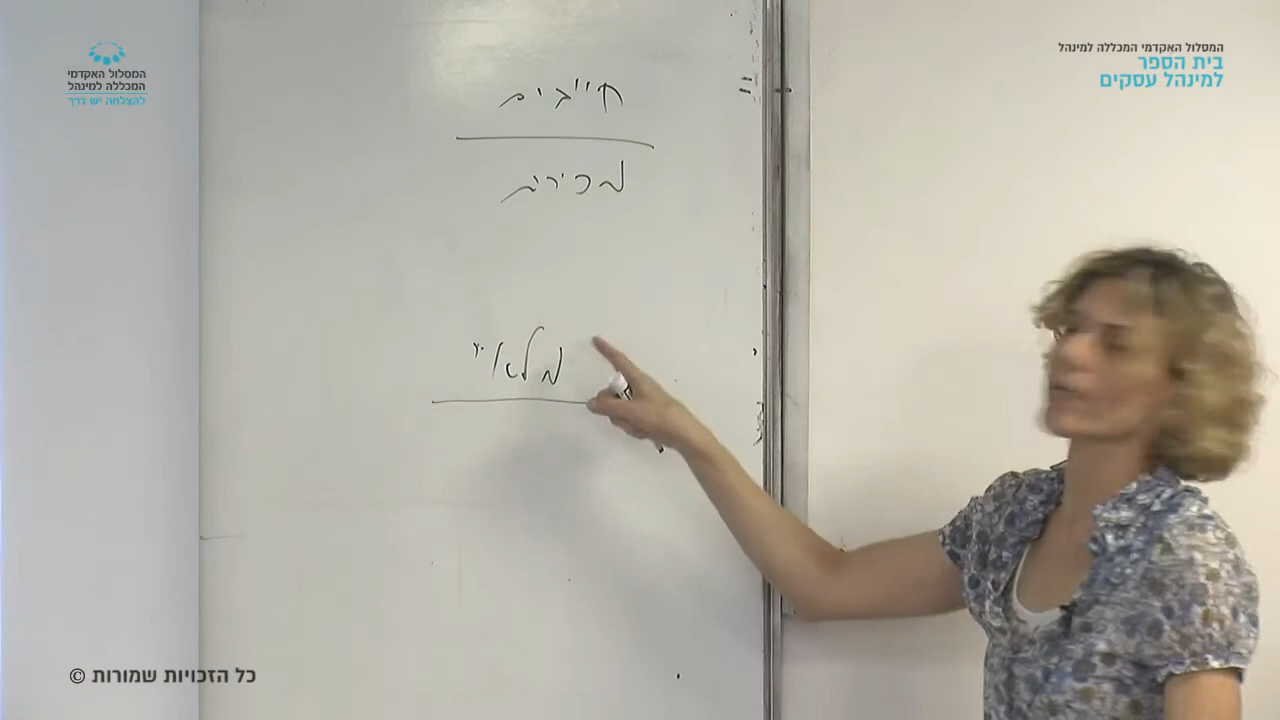 המסלול האקדמי המכללה למינהל
בית הספר
למינהל עסקים
המסלול האקדמי
המכללה למינהל
להצלחה יש דרך
חייבים
מכירות
מלאי
כל הזכויות שמורות ©